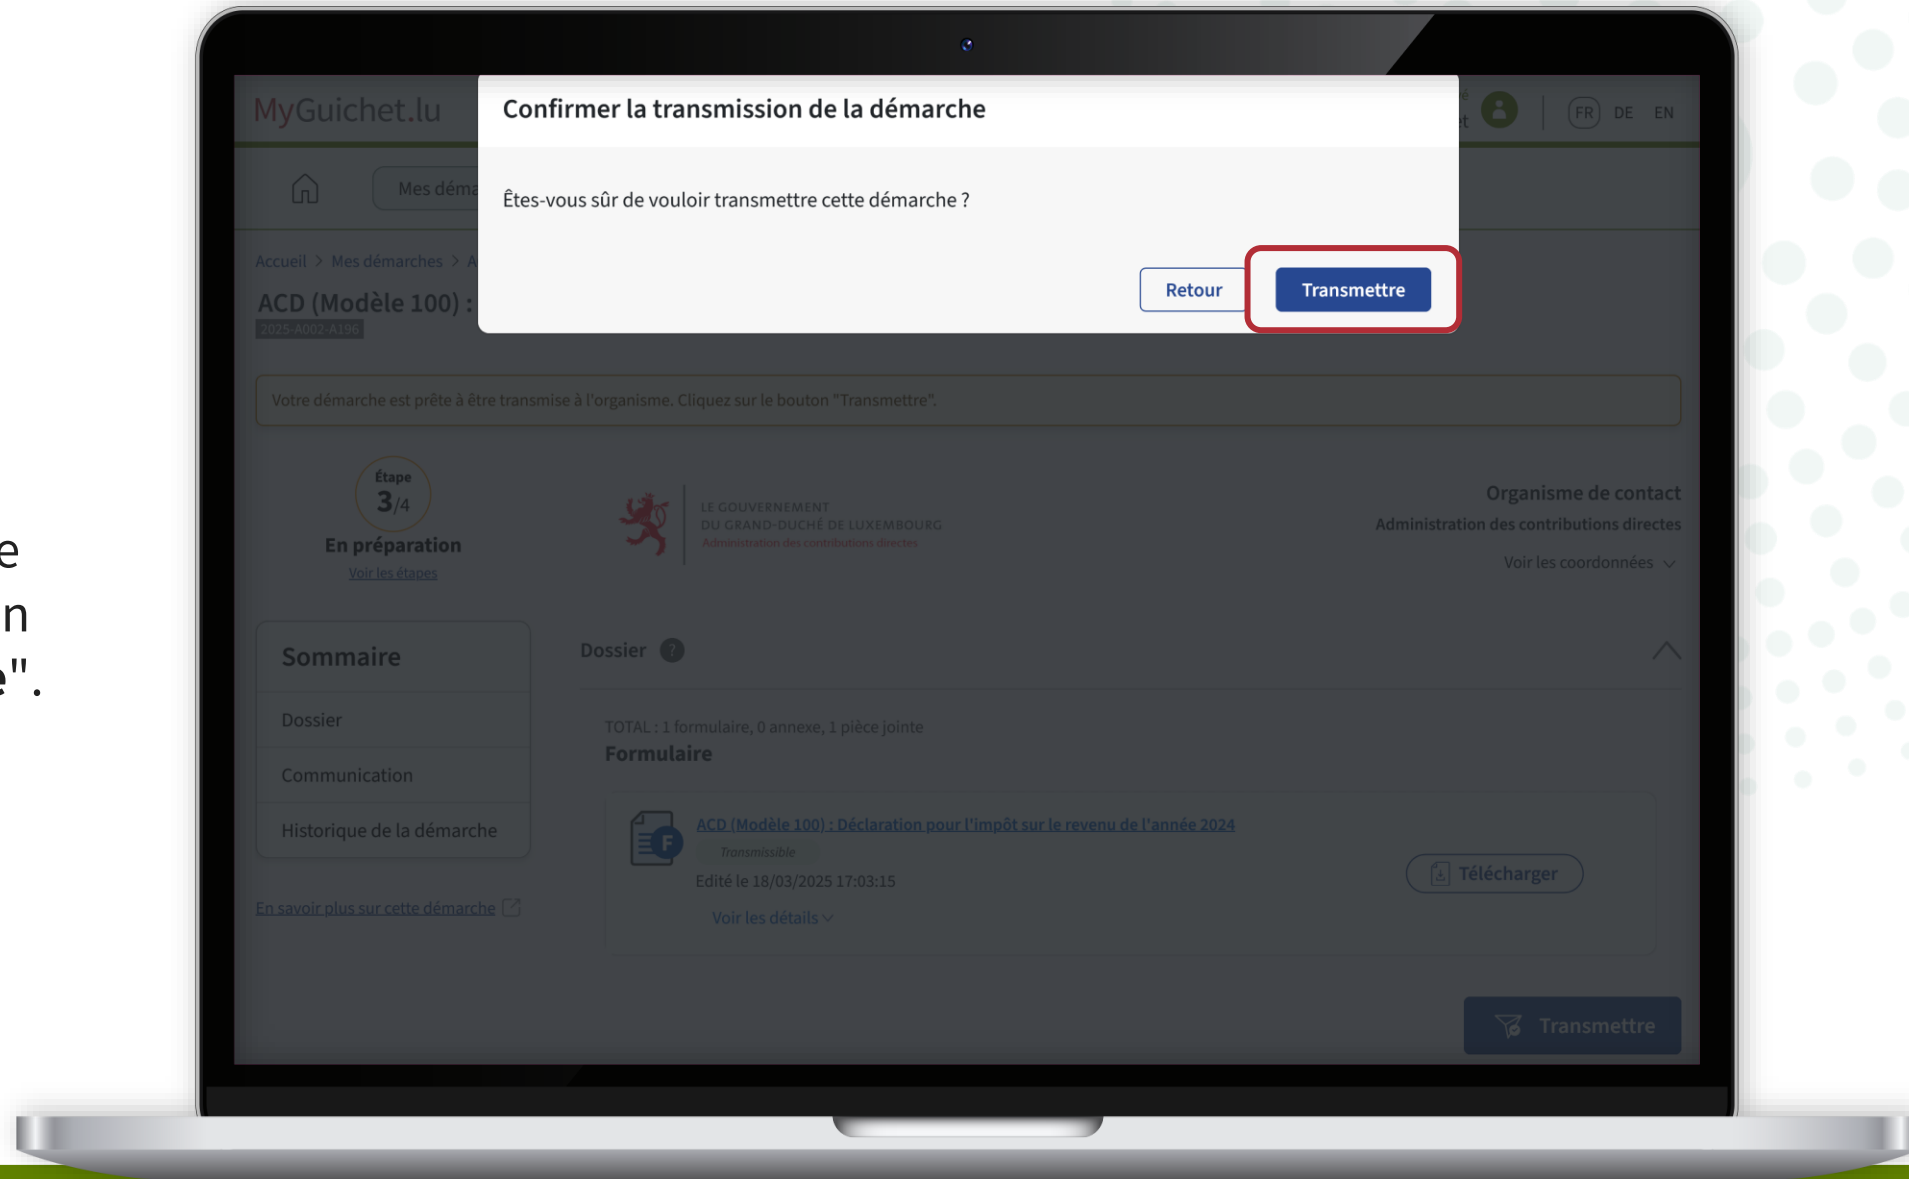 e
n
e".
MyGuichet.lu
Confirmer la transmission de la démarche
é
et
FR DE EN
Mes déma
Êtes-vous sûr de vouloir transmettre cette démarche ?
Retour
Transmettre
Accueil > Mes démarches > A
ACD (Modèle 100) :
2025-A002-A196
Votre démarche est prête à être transmise à l'organisme. Cliquez sur le bouton "Transmettre".
Étape
3/4
En préparation
Voir les étapes
LE GOUVERNEMENT
DU GRAND-DUCHÉ DE LUXEMBOURG
Administration des contributions directes
Organisme de contact
Administration des contributions directes
Voir les coordonnées
Sommaire
Dossier
Communication
Historique de la démarche
En savoir plus sur cette démarche
Dossier ?
TOTAL : 1 formulaire, 0 annexe, 1 pièce jointe
Formulaire
F
ACD (Modèle 100) : Déclaration pour l'impôt sur le revenu de l'année 2024
Transmissible
Edité le 18/03/2025 17:03:15
Voir les détails
Télécharger
Transmettre